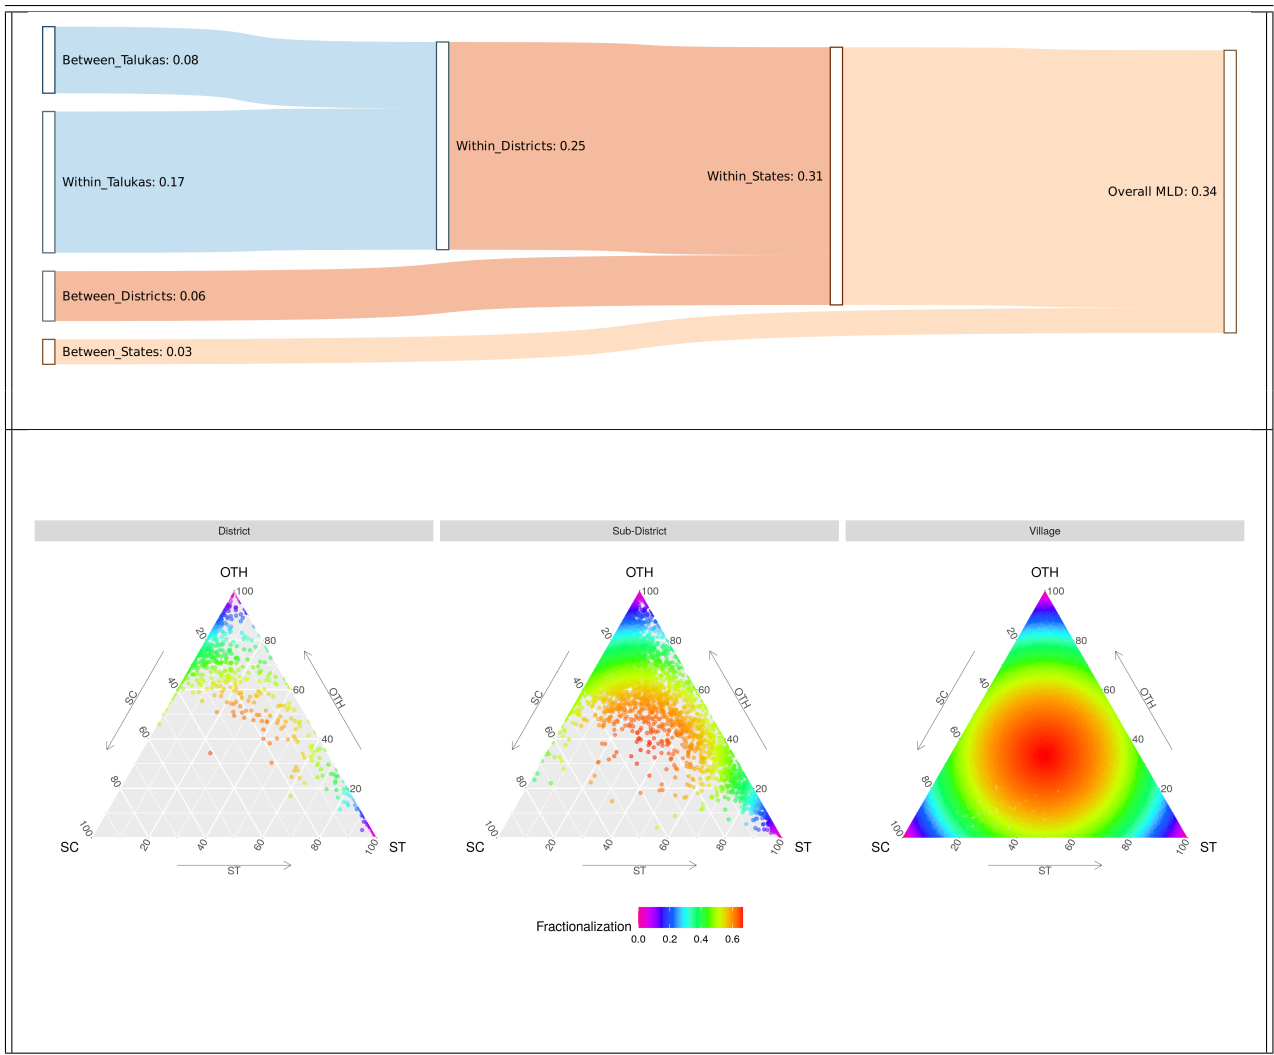 Between_Talukas: 0.08
Within_Talukas: 0.17
Between_Districts: 0.06
Between_States: 0.03
Within_Districts: 0.25
Within_States: 0.31
Overall MLD: 0.34
District
OTH
100
80
60
40
20
20
40
60
80
100
20
40
60
80
100
SC
OTH
SC
ST
ST
Sub-District
OTH
100
80
60
40
20
20
40
60
80
100
20
40
60
80
100
SC
OTH
SC
ST
ST
Village
OTH
100
80
60
40
20
20
40
60
80
100
20
40
60
80
100
SC
OTH
SC
ST
ST
Fractionalization
0.0 0.2 0.4 0.6